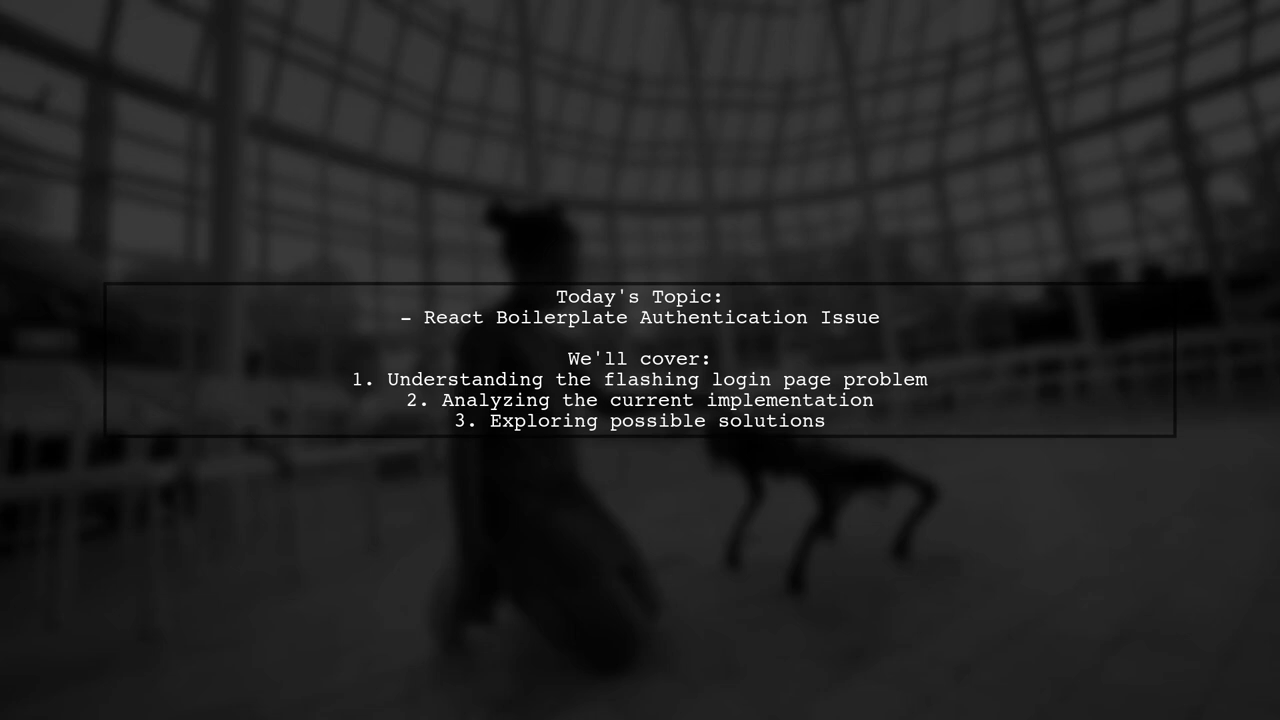 Today's Topic:
- React Boilerplate Authentication Issue
We'll cover:
1. Understanding the flashing login page problem
2. Analyzing the current implementation
3. Exploring possible solutions